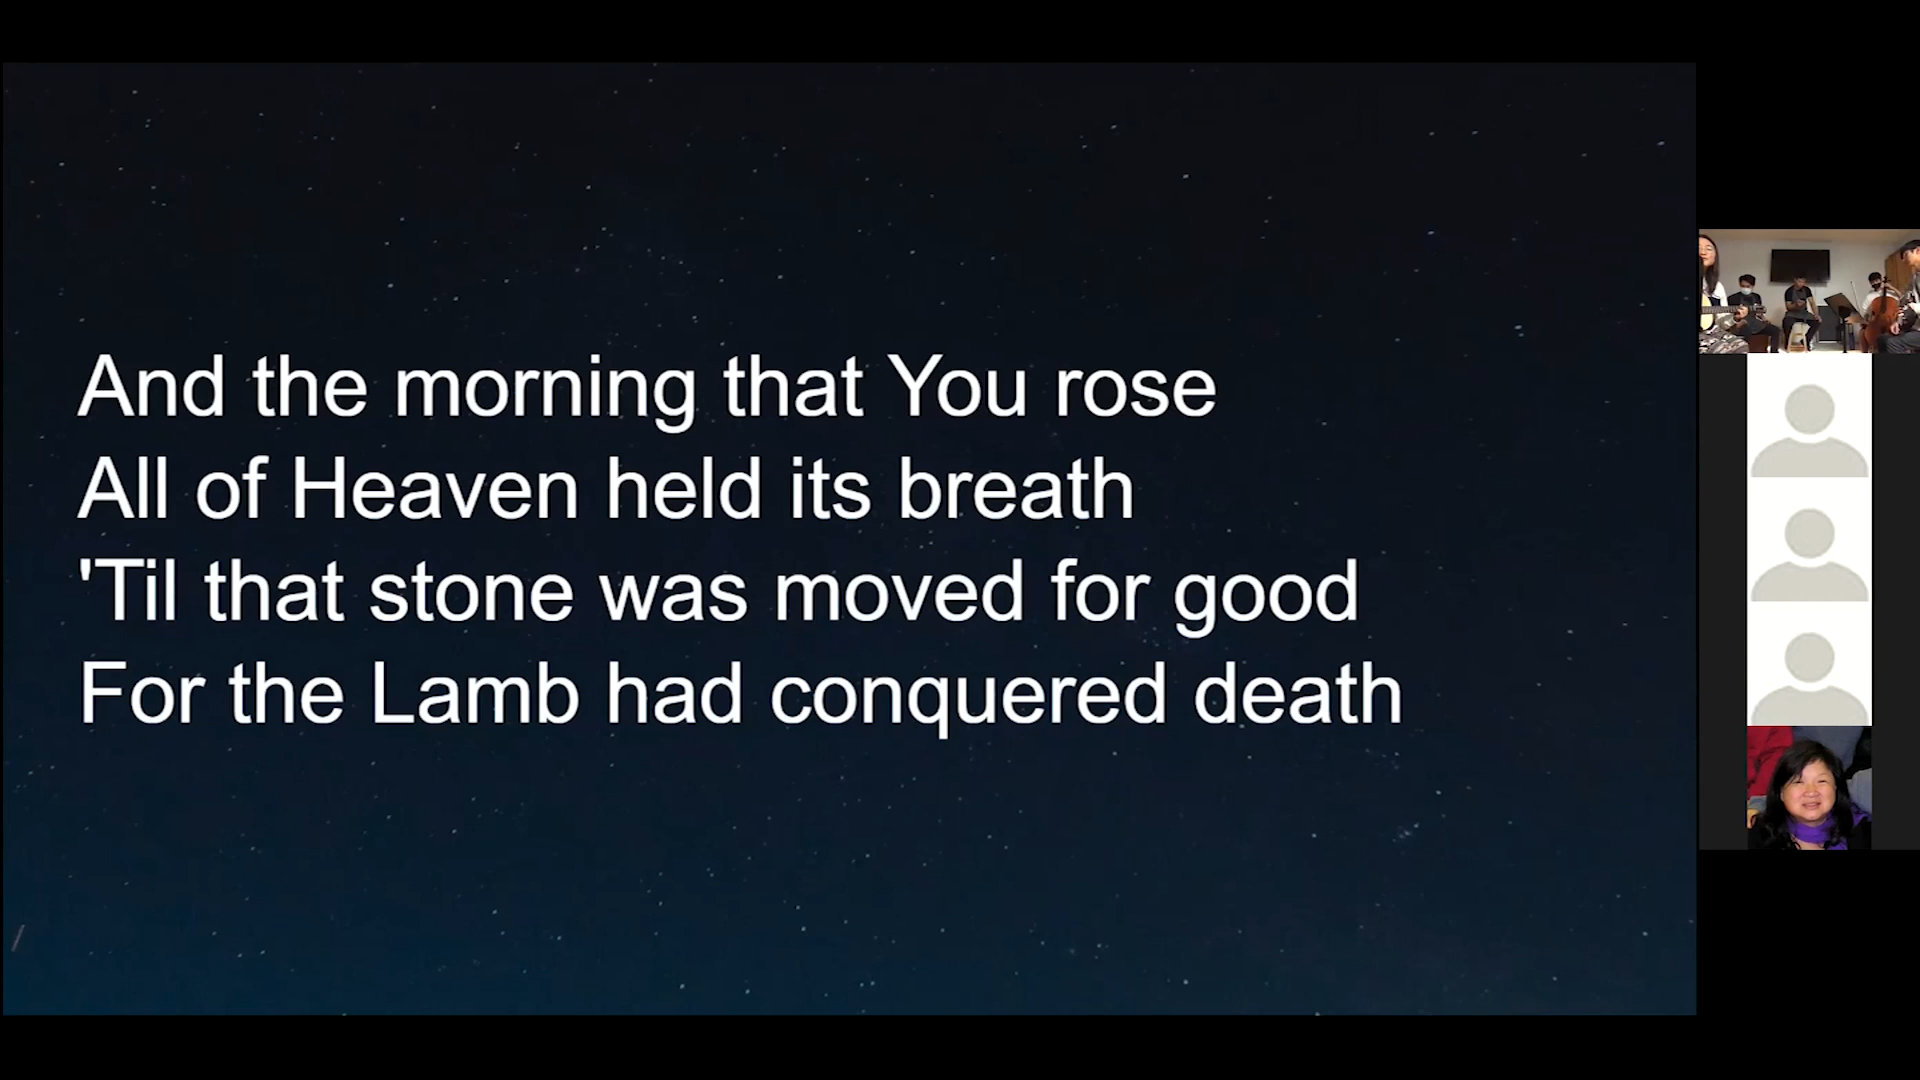 And the morning that You rose
All of Heaven held its breath
'Til that stone was moved for good
For the Lamb had conquered death